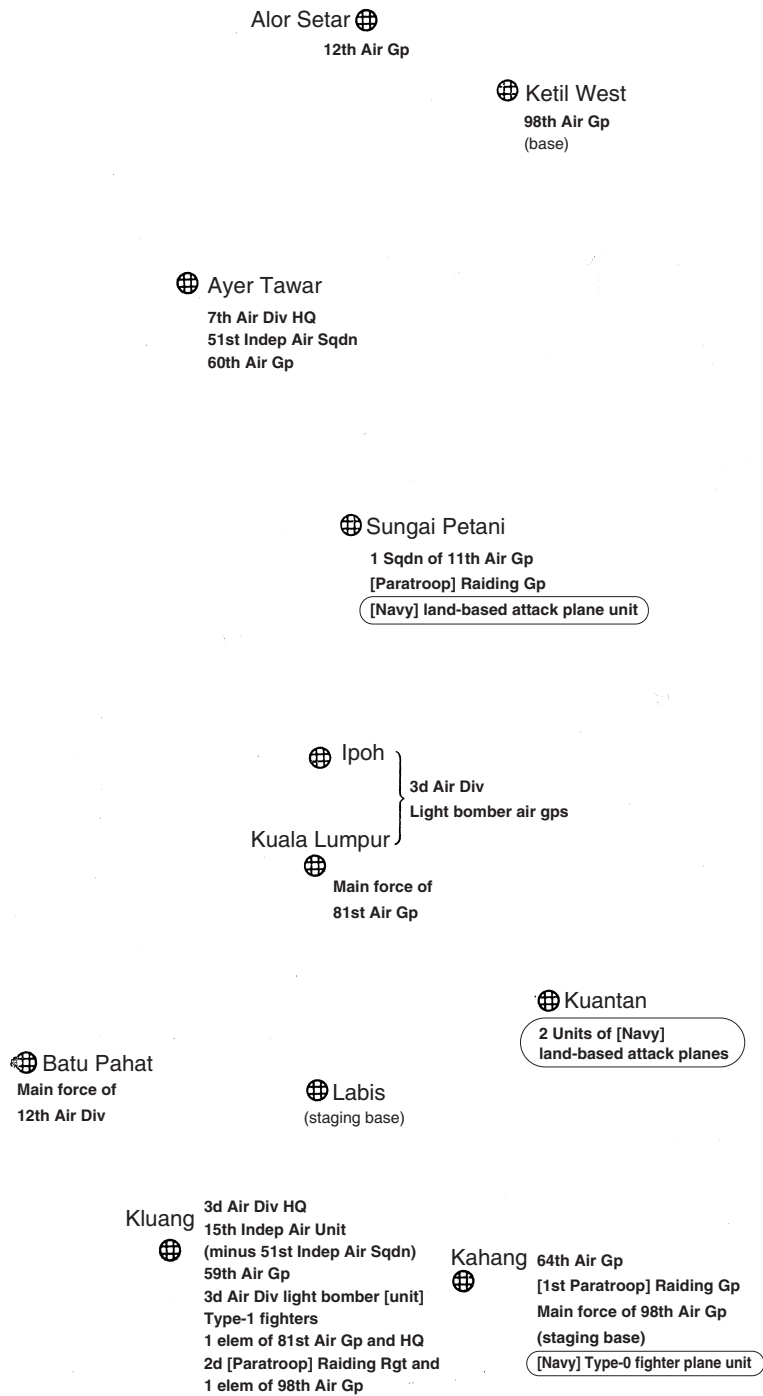 Alor Setar
12th Air Gp
Ketil West
98th Air Gp
(base)
Ayer Tawar
7th Air Div HQ
51st Indep Air Sqdn
60th Air Gp
Sungai Petani
1 Sqdn of 11th Air Gp
[Paratroop] Raiding Gp
[Navy] land-based attack plane unit
Ipoh
3d Air Div
Light bomber air gps
Kuala Lumpur
Main force of
81st Air Gp
Kuantan
2 Units of [Navy]
land-based attack planes
Batu Pahat
Main force of
12th Air Div
Labis
(staging base)
Kluang
3d Air Div HQ
15th Indep Air Unit
(minus 51st Indep Air Sqdn)
59th Air Gp
3d Air Div light bomber [unit]
Type-1 fighters
1 elem of 81st Air Gp and HQ
2d [Paratroop] Raiding Rgt and
1 elem of 98th Air Gp
Kahang
64th Air Gp
[1st Paratroop] Raiding Gp
Main force of 98th Air Gp
(staging base)
[Navy] Type-0 fighter plane unit